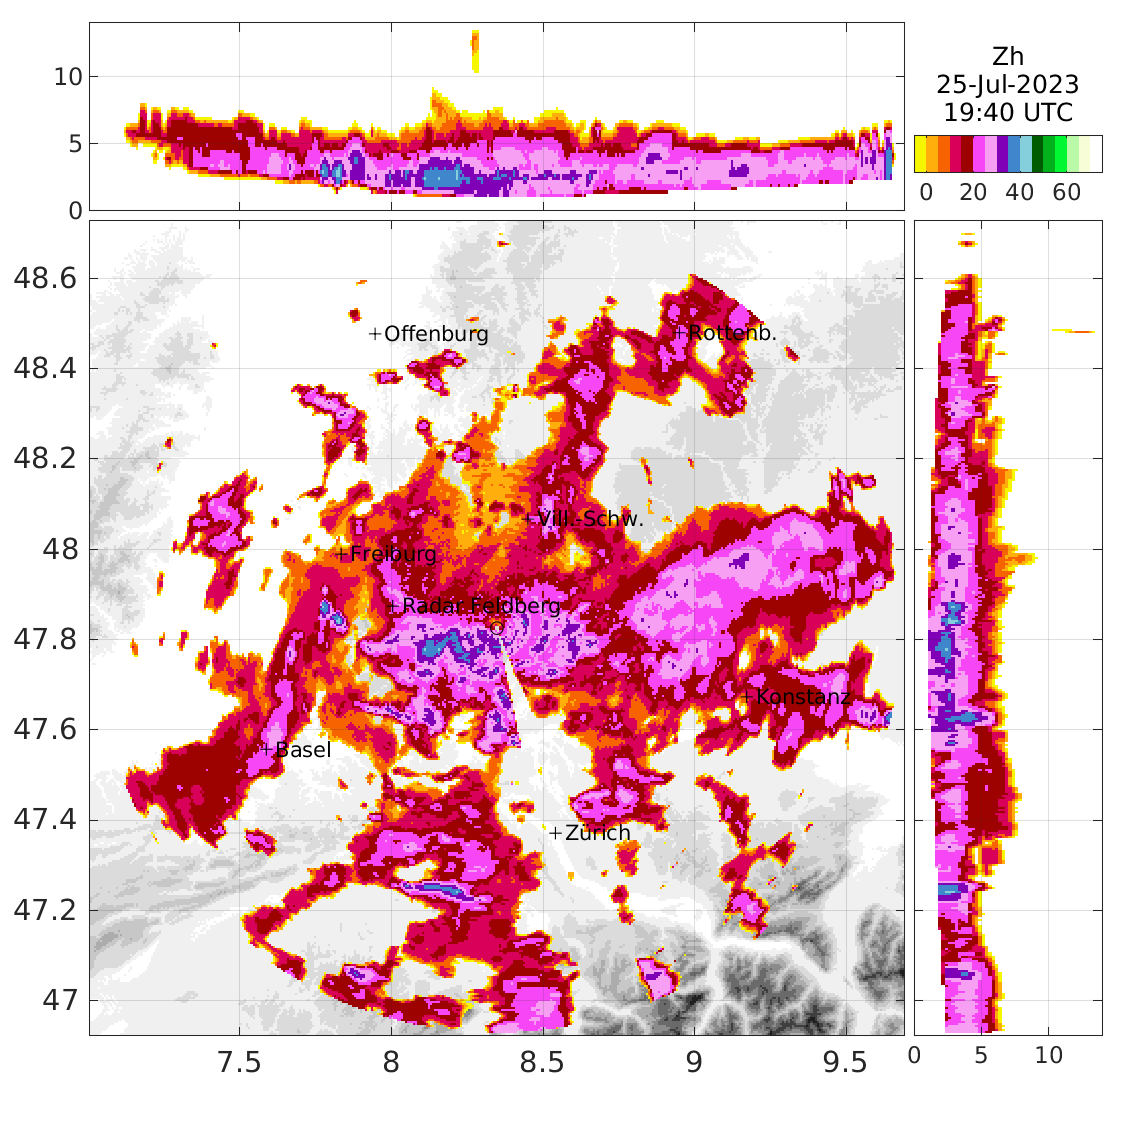 10
5
0
Zh
25-Jul-2023
19:40 UTC
0 20 40 60
48.6
48.4
48.2
48
47.8
47.6
47.4
47.2
47
+Offenburg
+Rottenb.
+Vill.-Schw.
+Freiburg
+Radar Feldberg
+Konstanz
+Basel
+Zürich
7.5 8 8.5 9 9.5
0 5 10